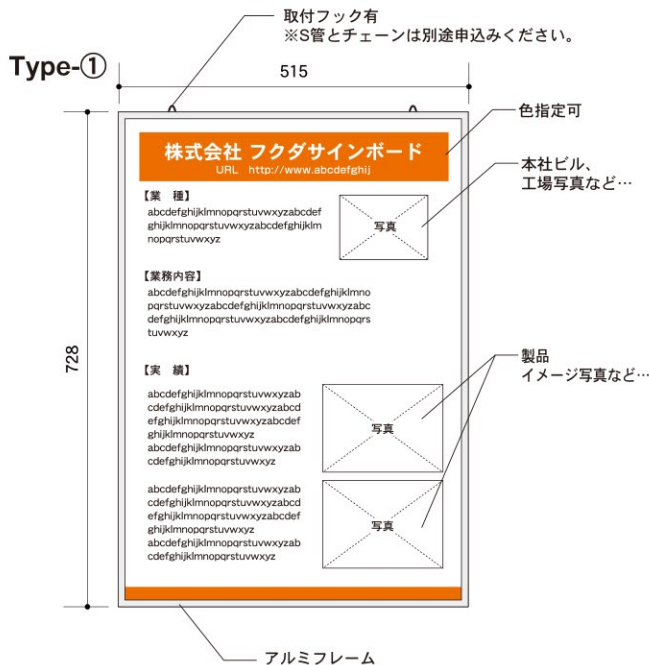 取付フック有
※S管とチェーンは別途申込みください。
Type-①
515
色指定可
株式会社 フクダサインボード
URL http://www.abcdefghij
本社ビル、
工場写真など…
【業 種】
abcdefghijklmnopqrstuvwxyzabcdef
ghijklmnopqrstuvwxyzabcdefghijklm
nopqrstuvwxyz
写真
【業務内容】
abcdefghijklmnopqrstuvwxyzabcdefghijklmno
pqrstuvwxyzabcdefghijklmnopqrstuvwxyzabc
defghijklmnopqrstuvwxyzabcdefghijklmnopqrs
tuvwxyz
728
製品
イメージ写真など…
【実 績】
abcdefghijklmnopqrstuvwxyzab
cdefghijklmnopqrstuvwxyzabcd
efghijklmnopqrstuvwxyzabcdef
ghijklmnopqrstuvwxyz
abcdefghijklmnopqrstuvwxyzab
cdefghijklmnopqrstuvwxyz
写真
abcdefghijklmnopqrstuvwxyzab
cdefghijklmnopqrstuvwxyzabcd
efghijklmnopqrstuvwxyzabcdef
ghijklmnopqrstuvwxyz
abcdefghijklmnopqrstuvwxyzab
cdefghijklmnopqrstuvwxyz
写真
アルミフレーム